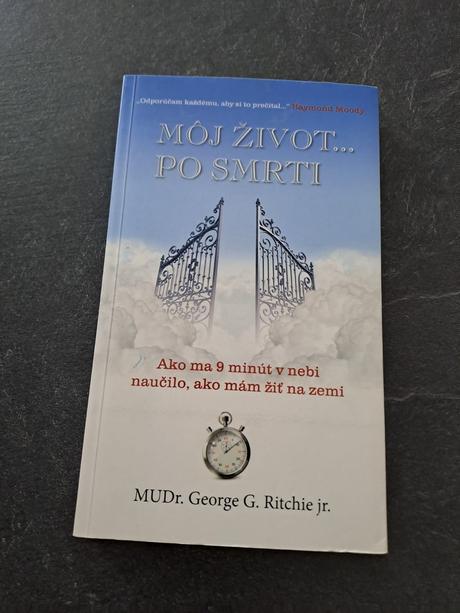 „Odporúčam každému, aby si to prečítal..." Raymond Moody
MÔJ ŽIVOT...
PO SMRTI
Ako ma 9 minút v nebi
naučilo, ako mám žiť na zemi
MUDr. George G. Ritchie jr.